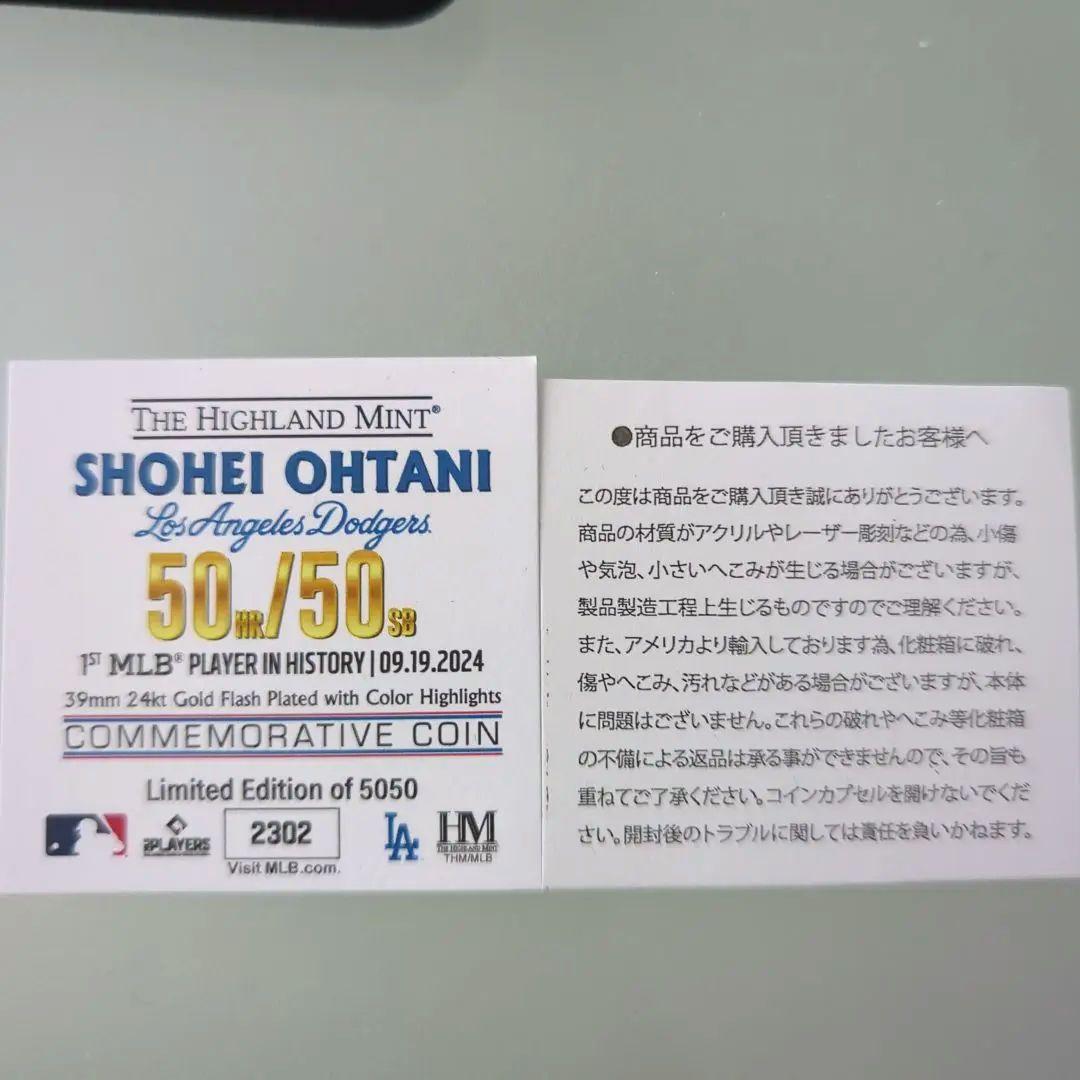 THE HIGHLAND MINT®
SHOHEI OHTANI
Los Angeles Dodgers.
50HR/50SB
1ST MLB® PLAYER IN HISTORY | 09.19.2024
39mm 24kt Gold Flash Plated with Color Highlights
COMMEMORATIVE COIN
Limited Edition of 5050
PLAYERS
2302
Visit MLB.com.
LA
HM
THE HIGHLAND MINT
THM/MLB
●商品をご購入頂きましたお客様へ
この度は商品をご購入頂き誠にありがとうございます。
商品の材質がアクリルやレーザー彫刻などの為、小傷
や気泡、小さいへこみが生じる場合がございますが、
製品製造工程上生じるものですのでご理解ください。
また、アメリカより輸入しております為、化粧箱に破れ、
傷やへこみ、汚れなどがある場合がございますが、本体
に問題はございません。これらの破れやへこみ等化粧箱
の不備による返品は承る事ができませんので、その旨も
重ねてご了承ください。コインカプセルを開けないでくだ
さい。開封後のトラブルに関しては責任を負いかねます。